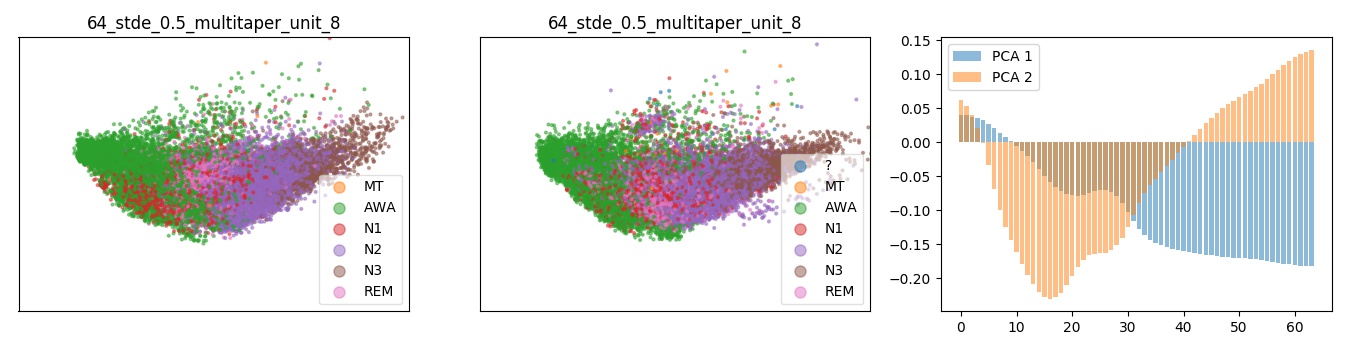 64_stde_0.5_multitaper_unit_8
MT
AWA
N1
N2
N3
REM
64_stde_0.5_multitaper_unit_8
?
MT
AWA
N1
N2
N3
REM
PCA 1
PCA 2
0.15
0.10
0.05
0.00
−0.05
−0.10
−0.15
−0.20
0 10 20 30 40 50 60